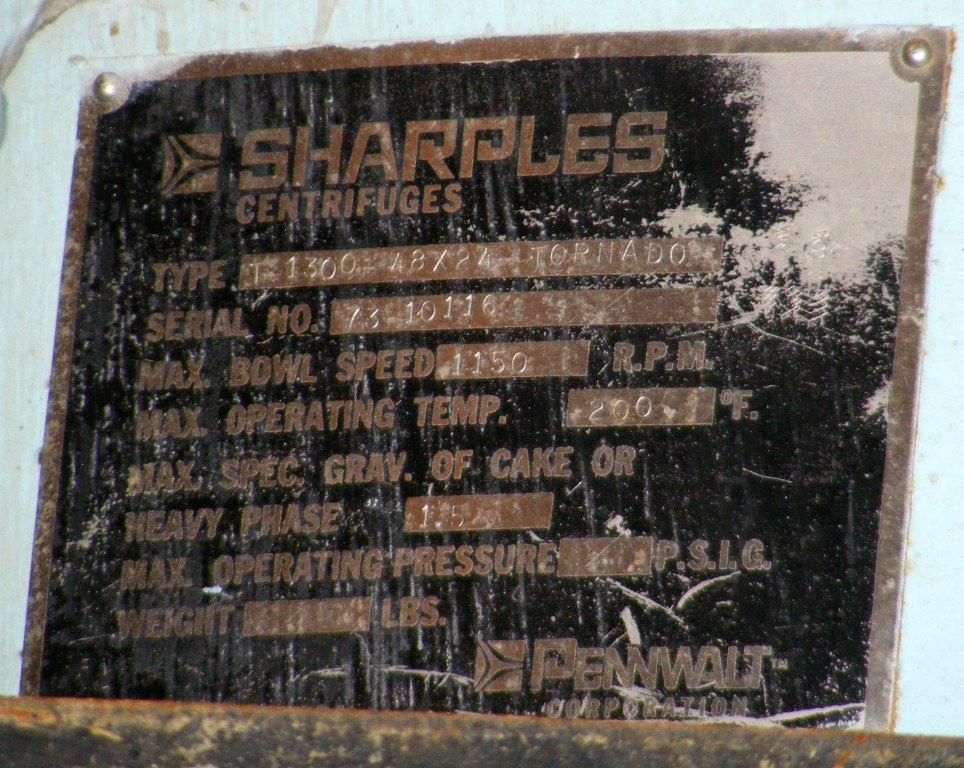 SHARPLES
CENTRIFUGES
TYPE T-1300-48X24 TORNADO
SERIAL NO. 73 10116
MAX. BOWL SPEED 1150 R.P.M.
MAX. OPERATING TEMP. 200 °F.
MAX. SPEC. GRAV. OF CAKE OR
HEAVY PHASE 1.5
MAX. OPERATING PRESSURE P.S.I.G.
WEIGHT LBS.
PENNWALT
CORPORATION